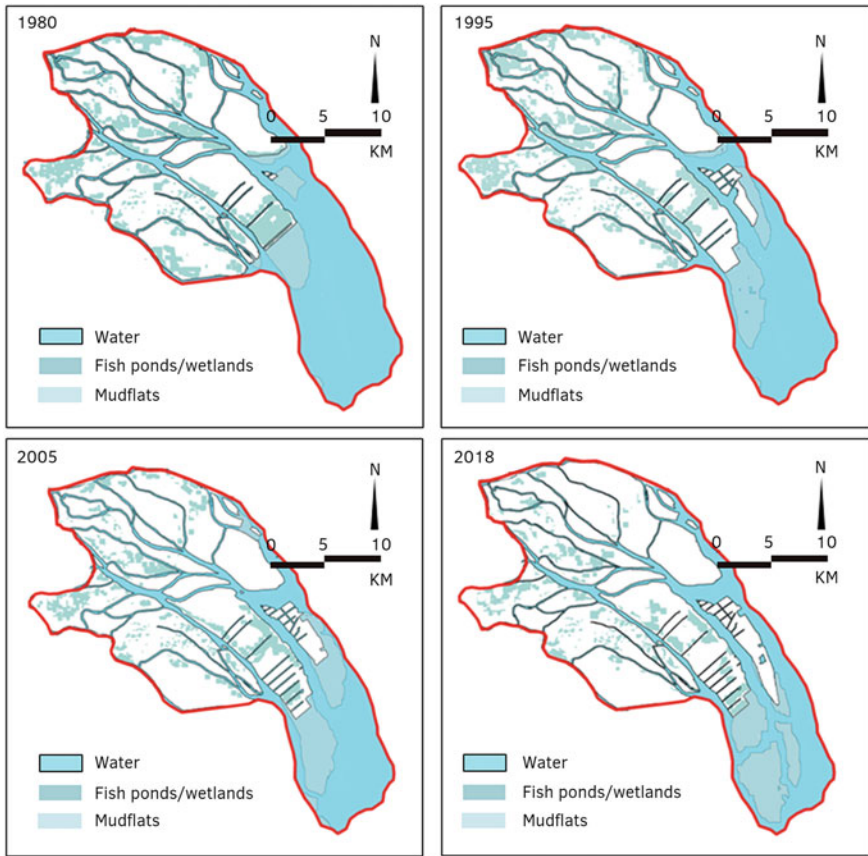 1980
N
0 5 10
KM
Water
Fish ponds/wetlands
Mudflats
1995
N
0 5 10
KM
Water
Fish ponds/wetlands
Mudflats
2005
N
0 5 10
KM
Water
Fish ponds/wetlands
Mudflats
2018
N
0 5 10
KM
Water
Fish ponds/wetlands
Mudflats